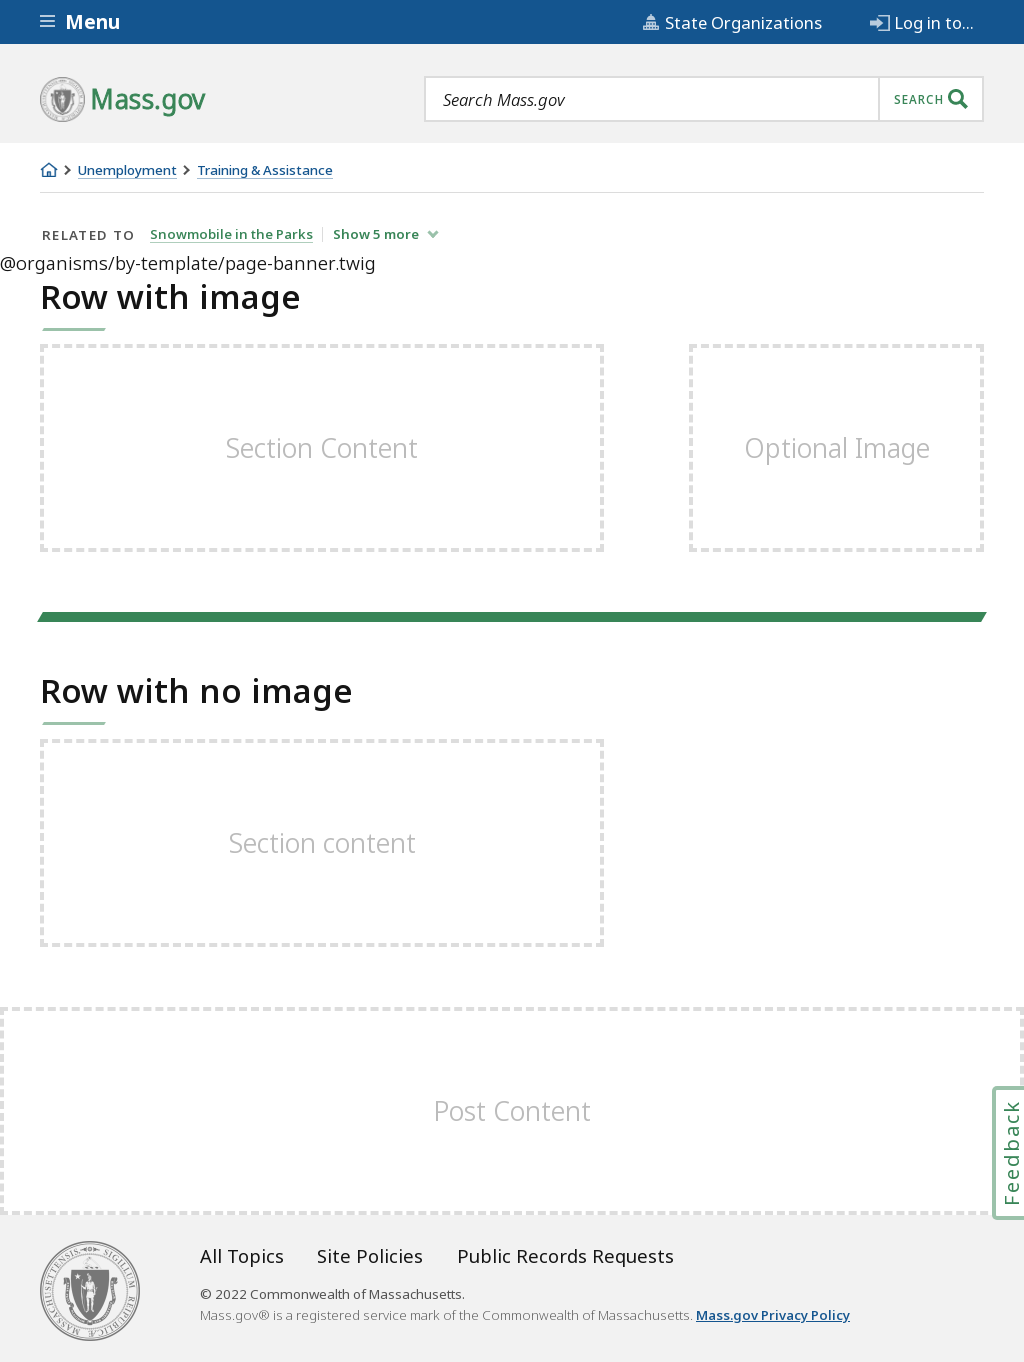 Menu
State Organizations
Log in to...
Mass.gov
Search Mass.gov
SEARCH
Unemployment
Training & Assistance
RELATED TO Snowmobile in the Parks Show 5 more
@organisms/by-template/page-banner.twig
Row with image
Section Content
Optional Image
Row with no image
Section content
Post Content
Feedback
All Topics Site Policies Public Records Requests
© 2022 Commonwealth of Massachusetts.
Mass.gov® is a registered service mark of the Commonwealth of Massachusetts. Mass.gov Privacy Policy